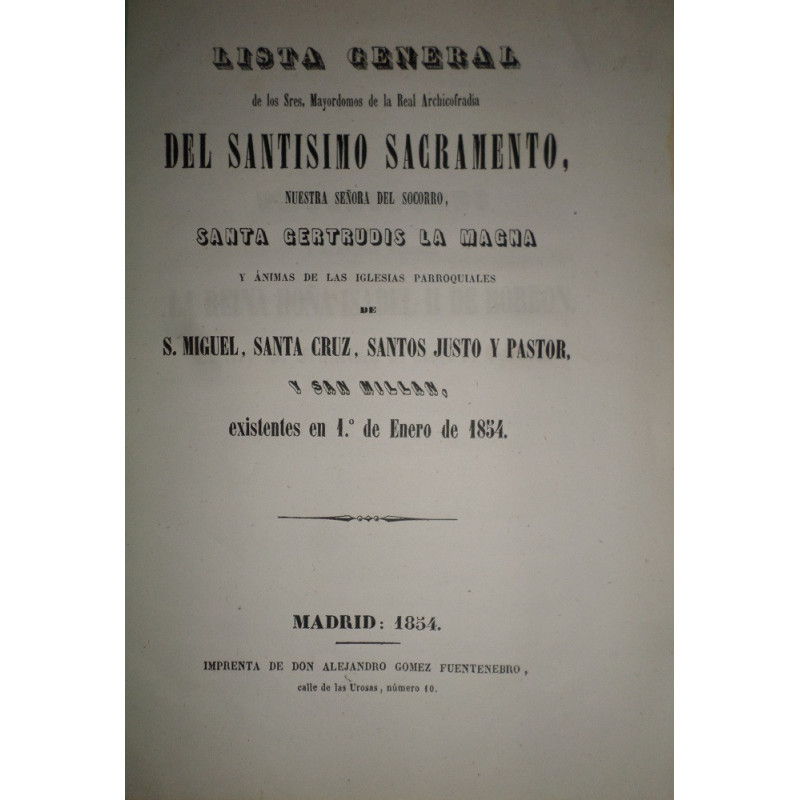 LISTA GENERAL
de los Sres. Mayordomos de la Real Archicofradia
DEL SANTISIMO SACRAMENTO,
NUESTRA SEÑORA DEL SOCORRO,
SANTA GERTRUDIS LA MAGNA
Y ÁNIMAS DE LAS IGLESIAS PARROQUIALES
DE
S. MIGUEL, SANTA CRUZ, SANTOS JUSTO Y PASTOR,
Y SAN MILLAN,
existentes en 1.º de Enero de 1854.
MADRID: 1854.
IMPRENTA DE DON ALEJANDRO GOMEZ FUENTENEBRO,
calle de las Urosas, número 10.